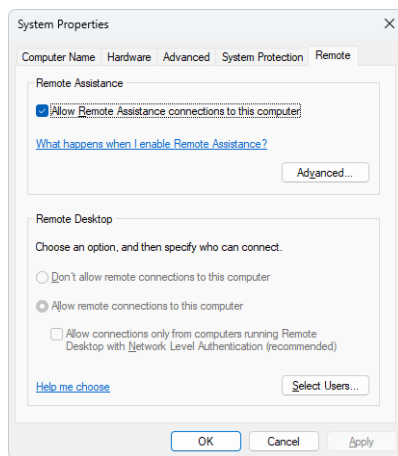 System Properties
Computer Name Hardware Advanced System Protection Remote
Remote Assistance
Allow Remote Assistance connections to this computer
What happens when I enable Remote Assistance?
Advanced...
Remote Desktop
Choose an option, and then specify who can connect.
Don't allow remote connections to this computer
Allow remote connections to this computer
Allow connections only from computers running Remote
Desktop with Network Level Authentication (recommended)
Help me choose
Select Users...
OK Cancel Apply